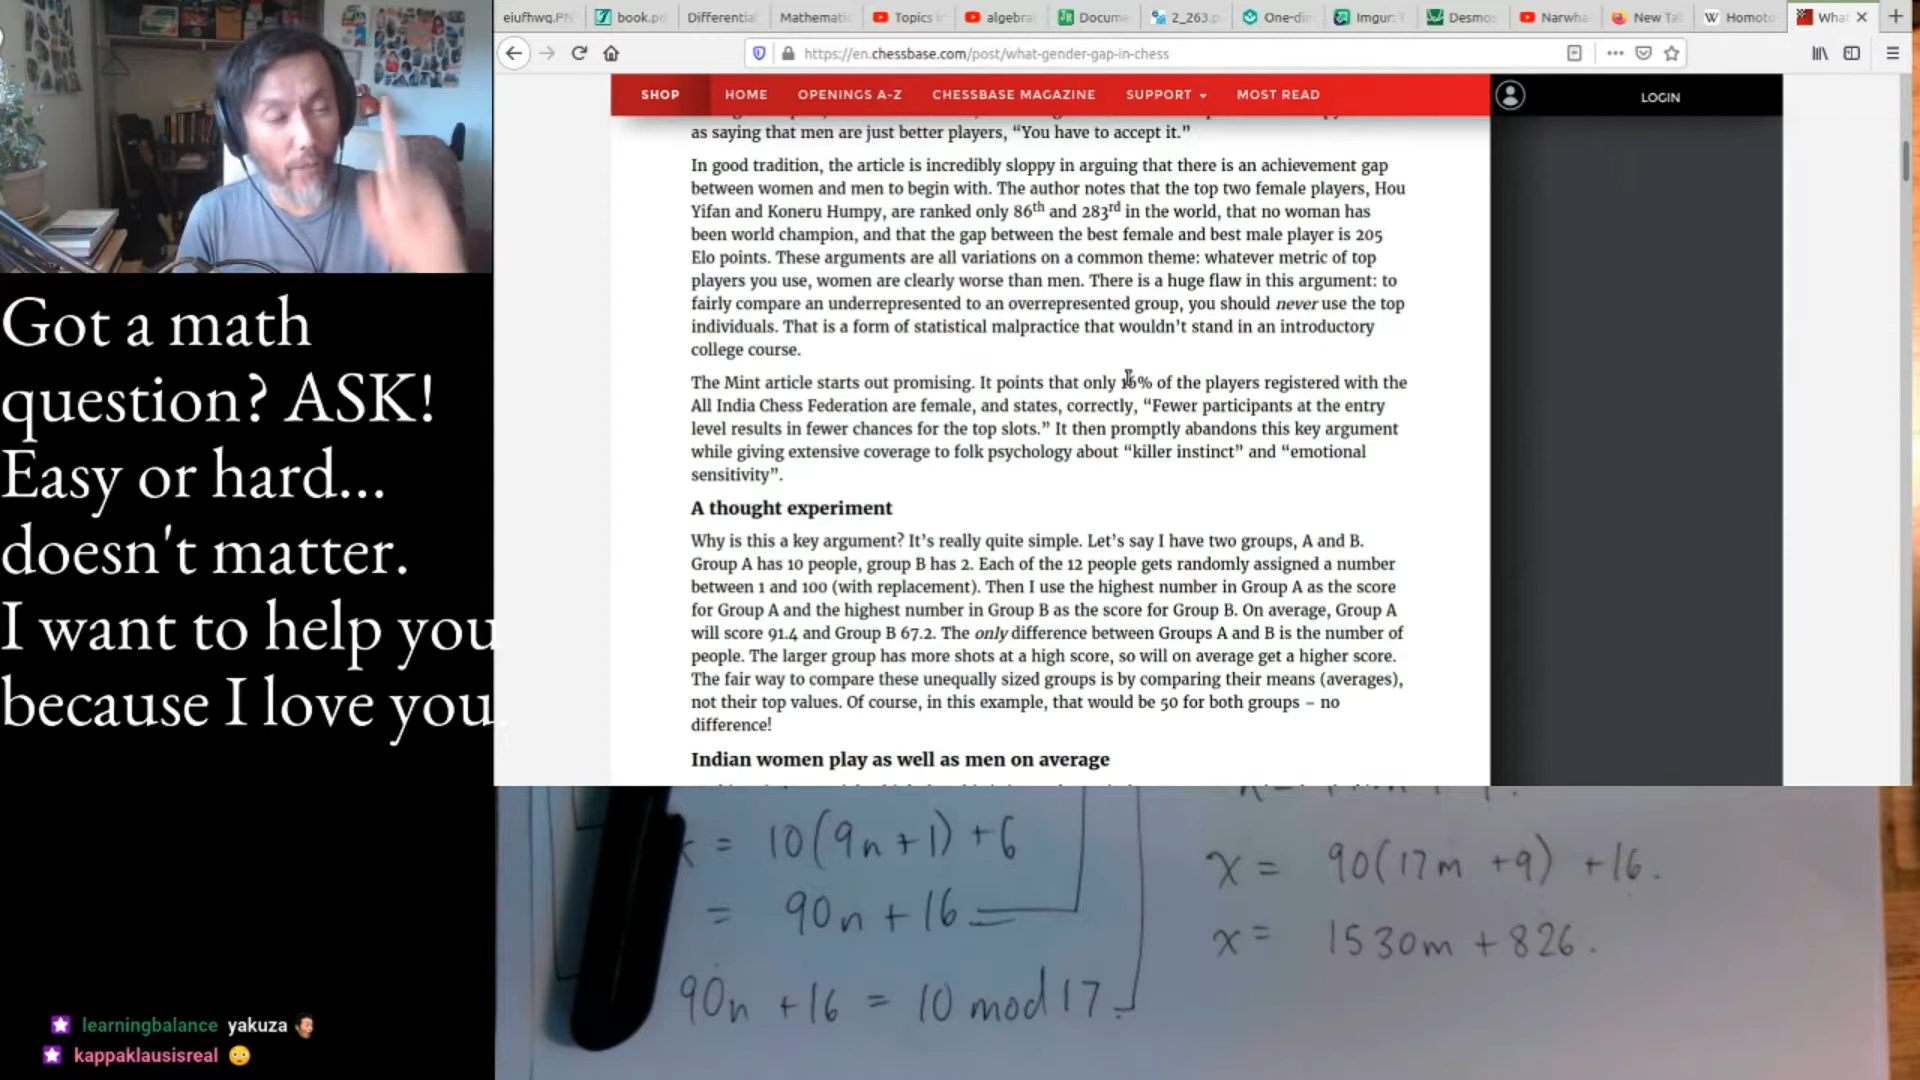 eiufhwq.PN
book.p
Differential
Mathemati
Topics i
algebra
Docume
2_263.p
One-di
Imgur: T
Desmos
Narwha
New Ta
Homoto
What
https://en.chessbase.com/post/what-gender-gap-in-chess
SHOP HOME OPENINGS A-Z CHESSBASE MAGAZINE SUPPORT MOST READ
LOGIN
as saying that men are just better players, “You have to accept it.”
In good tradition, the article is incredibly sloppy in arguing that there is an achievement gap
between women and men to begin with. The author notes that the top two female players, Hou
Yifan and Koneru Humpy, are ranked only 86th and 283rd in the world, that no woman has
been world champion, and that the gap between the best female and best male player is 205
Elo points. These arguments are all variations on a common theme: whatever metric of top
players you use, women are clearly worse than men. There is a huge flaw in this argument: to
fairly compare an underrepresented to an overrepresented group, you should never use the top
individuals. That is a form of statistical malpractice that wouldn’t stand in an introductory
college course.
The Mint article starts out promising. It points that only 16% of the players registered with the
All India Chess Federation are female, and states, correctly, “Fewer participants at the entry
level results in fewer chances for the top slots.” It then promptly abandons this key argument
while giving extensive coverage to folk psychology about “killer instinct” and “emotional
sensitivity”.
A thought experiment
Why is this a key argument? It’s really quite simple. Let’s say I have two groups, A and B.
Group A has 10 people, group B has 2. Each of the 12 people gets randomly assigned a number
between 1 and 100 (with replacement). Then I use the highest number in Group A as the score
for Group A and the highest number in Group B as the score for Group B. On average, Group A
will score 91.4 and Group B 67.2. The only difference between Groups A and B is the number of
people. The larger group has more shots at a high score, so will on average get a higher score.
The fair way to compare these unequally sized groups is by comparing their means (averages),
not their top values. Of course, in this example, that would be 50 for both groups – no
difference!
Indian women play as well as men on average
Got a math
question? ASK!
Easy or hard...
doesn't matter.
I want to help you
because I love you.
= 10(9n+1)+6
= 90n + 16
90n + 16 = 10 mod 17.
x = 90(17m + 9) + 16.
x = 1530m + 826.
learningbalance yakuza
kappaklausisreal